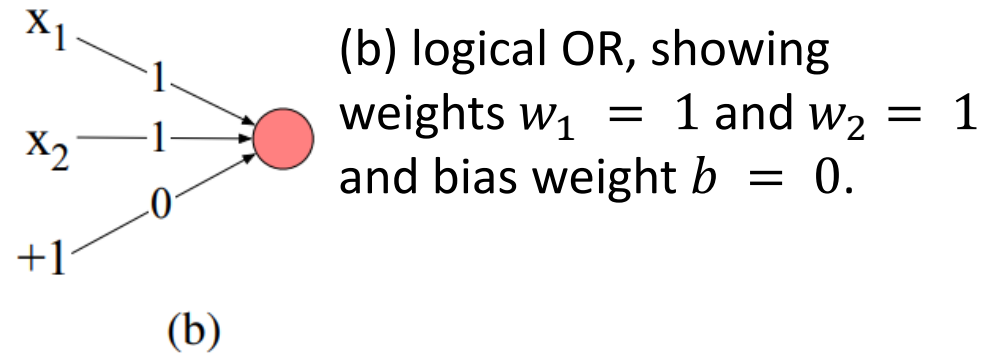 x₁
1
x₂
1
0
+1
(b)
(b) logical OR, showing
weights w₁ = 1 and w₂ = 1
and bias weight b = 0.